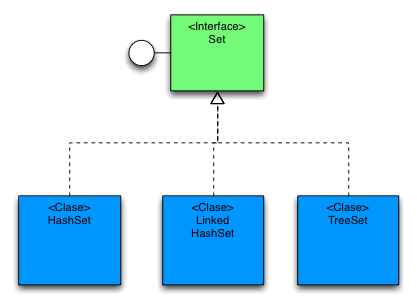 <Interface>
Set
<Clase>
HashSet
<Clase>
Linked
HashSet
<Clase>
TreeSet